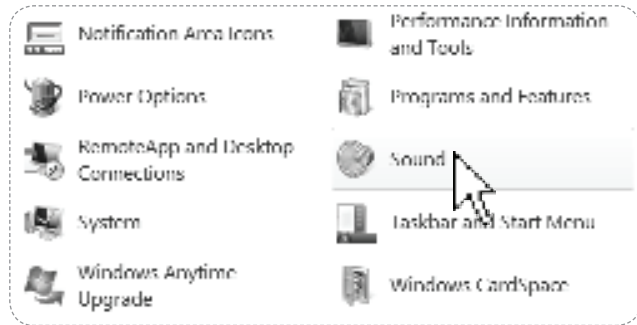 Notification Area Icons
Performance Information
and Tools
Power Options
Programs and Features
RemoteApp and Desktop
Connections
Sound
System
Taskbar and Start Menu
Windows Anytime
Upgrade
Windows CardSpace